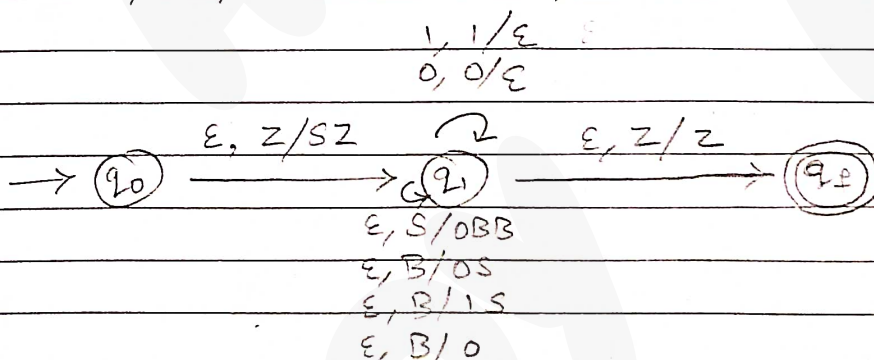 1, 1/ε
0, 0/ε
ε, Z/SZ ε, Z/Z
q0 q1 qf
ε, S/0BB
ε, B/0S
ε, B/1S
ε, B/0